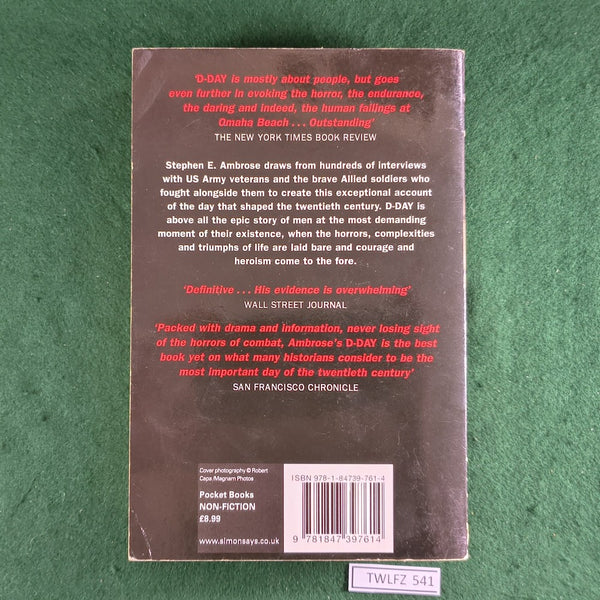 ‘D-DAY is mostly about people, but goes
even further in evoking the horror, the endurance,
the daring and indeed, the human failings at
Omaha Beach . . . Outstanding’
THE NEW YORK TIMES BOOK REVIEW
Stephen E. Ambrose draws from hundreds of interviews
with US Army veterans and the brave Allied soldiers who
fought alongside them to create this exceptional account
of the day that shaped the twentieth century. D-DAY is
above all the epic story of men at the most demanding
moment of their existence, when the horrors, complexities
and triumphs of life are laid bare and courage and
heroism come to the fore.
‘Definitive . . . His evidence is overwhelming’
WALL STREET JOURNAL
‘Packed with drama and information, never losing sight
of the horrors of combat, Ambrose’s D-DAY is the best
book yet on what many historians consider to be the
most important day of the twentieth century’
SAN FRANCISCO CHRONICLE
Cover photography © Robert
Capa /Magnam Photos
Pocket Books
NON-FICTION
£8.99
www.simonsays.co.uk
ISBN 978-1-84739-761-4
9 781847 397614
TWLFZ 541